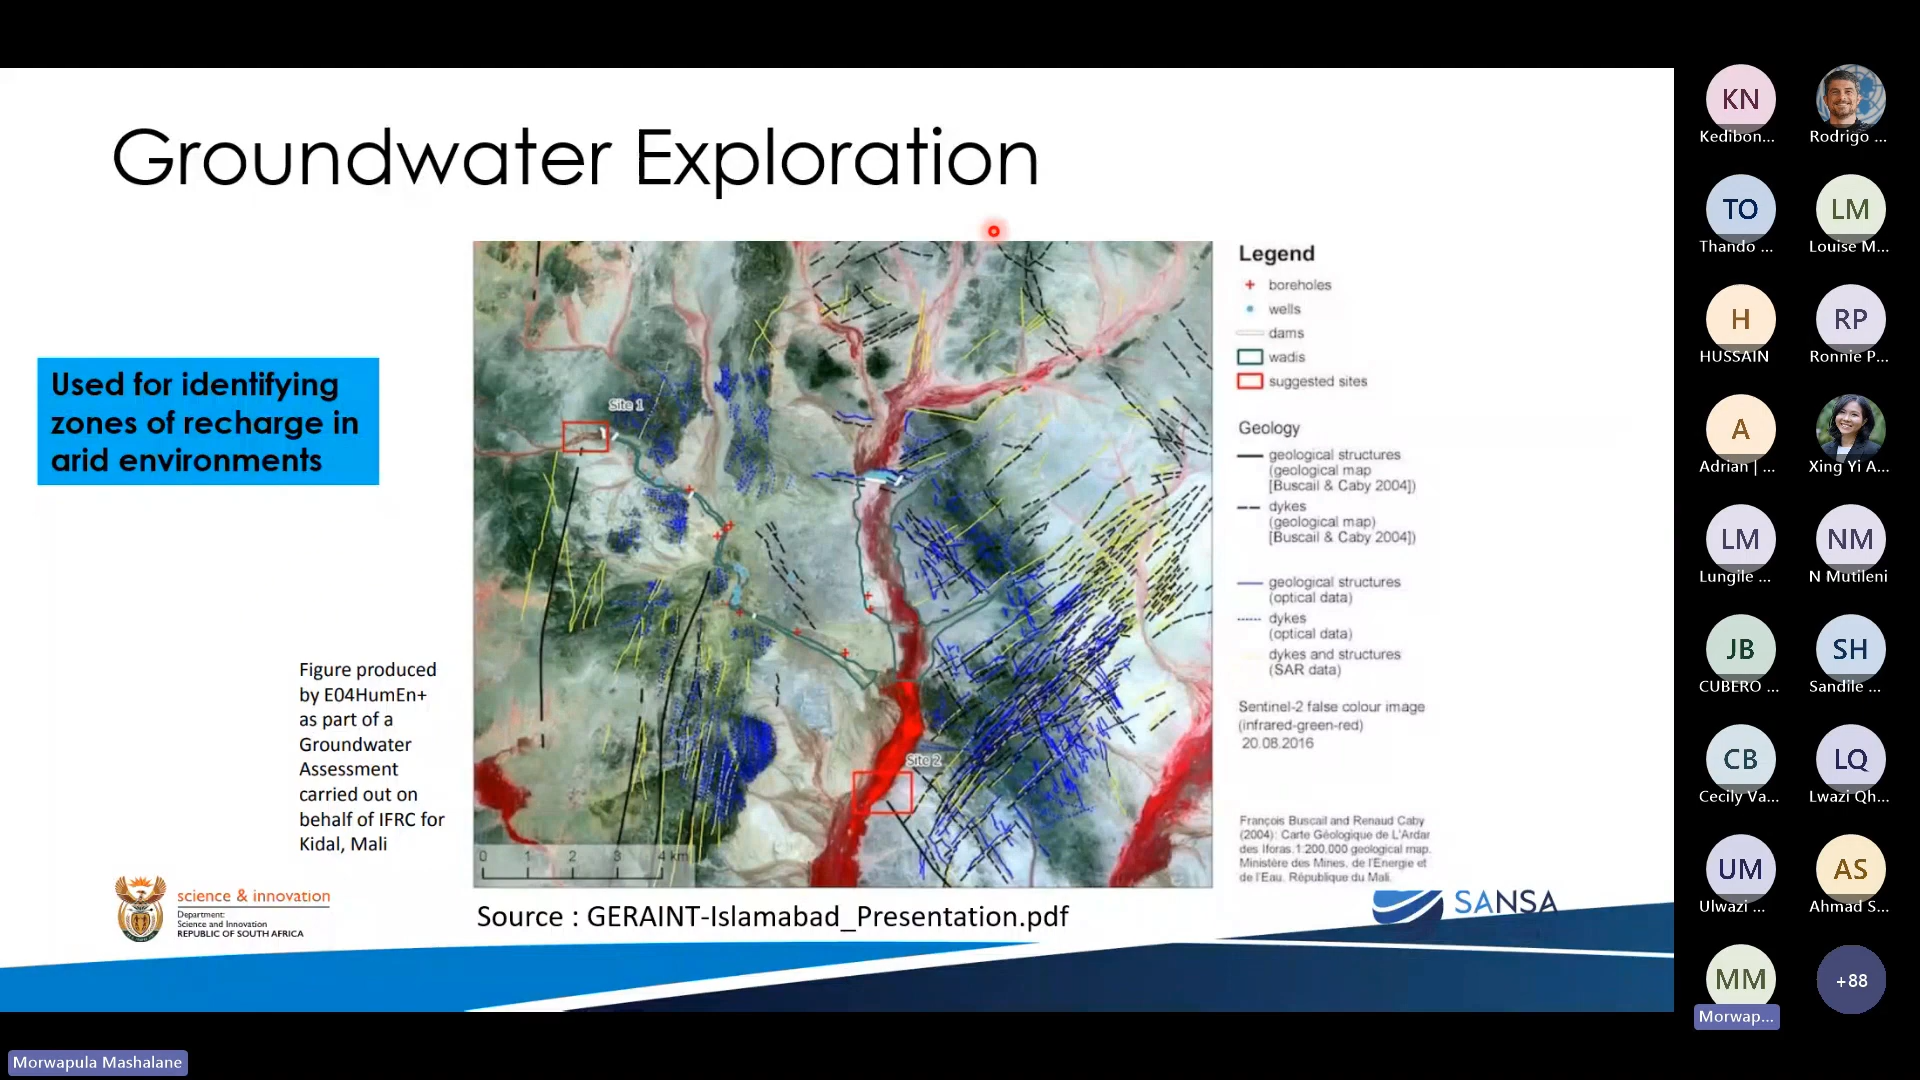 Groundwater Exploration
Used for identifying
zones of recharge in
arid environments
Figure produced
by E04HumEn+
as part of a
Groundwater
Assessment
carried out on
behalf of IFRC for
Kidal, Mali
Site 1
Site 2
0 1 2 3 4 km
Legend
boreholes
wells
dams
wadis
suggested sites
Geology
geological structures
(geological map
[Buscail & Caby 2004])
dykes
(geological map)
[Buscail & Caby 2004])
geological structures
(optical data)
dykes
(optical data)
dykes and structures
(SAR data)
Sentinel-2 false colour image
(infrared-green-red)
20.08.2016
François Buscail and Renaud Caby
(2004): Carte Géologique de L'Ardar
des Iforas.1:200,000 geological map.
Ministère des Mines, de l'Energie et
de l'Eau. République du Mali.
science & innovation
Department:
Science and Innovation
REPUBLIC OF SOUTH AFRICA
Source : GERAINT-Islamabad_Presentation.pdf
SANSA
KN
Kedibon...
Rodrigo ...
TO
Thando ...
LM
Louise M...
H
HUSSAIN
RP
Ronnie P...
A
Adrian | ...
Xing Yi A...
LM
Lungile ...
NM
N Mutileni
JB
CUBERO ...
SH
Sandile ...
CB
Cecily Va...
LQ
Lwazi Qh...
UM
Ulwazi ...
AS
Ahmad S...
MM
Morwap...
+88
Morwapula Mashalane